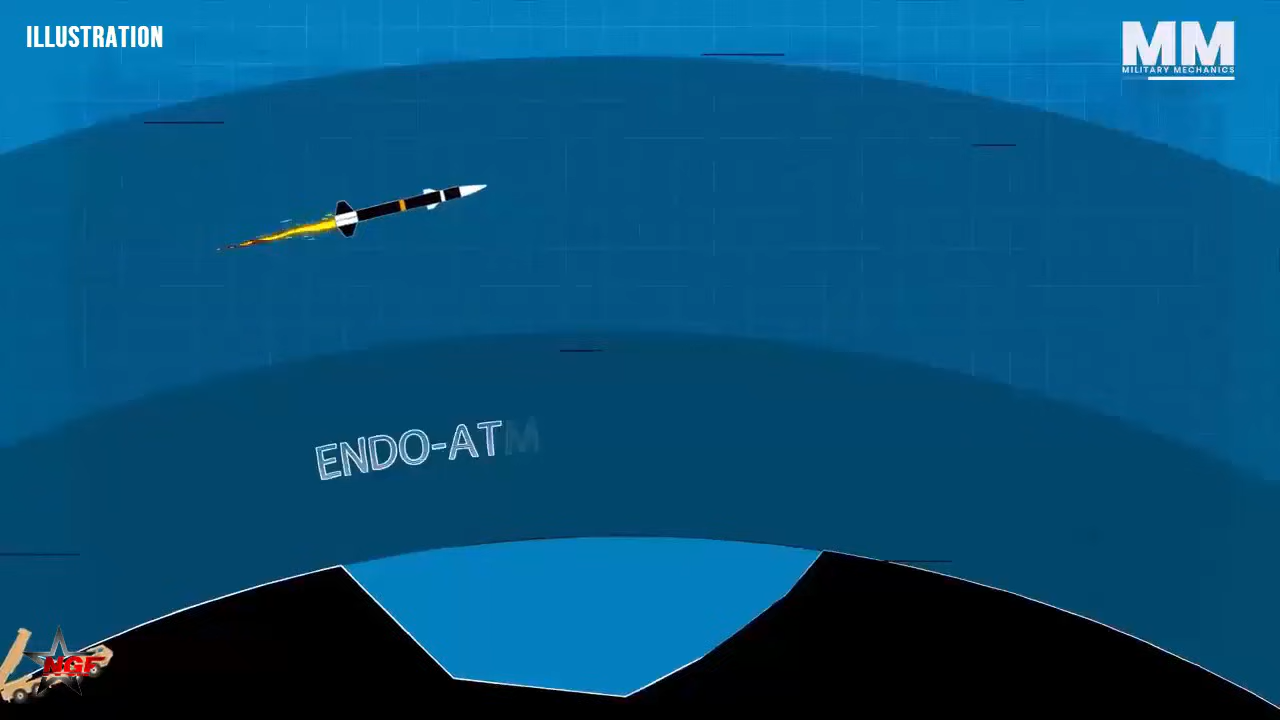 ILLUSTRATION
MM
MILITARY MECHANICS
ENDO-ATM
NGF